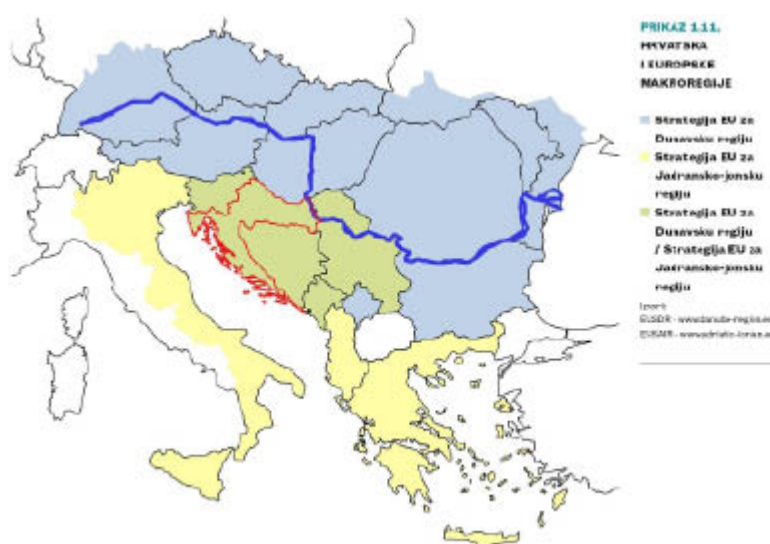 PRIKAZ 1.11.
HRVATSKA
I EUROPSKE
MAKROREGIJE
Strategija EU za
Dunavsku regiju
Strategija EU za
Jadransko-jonsku
regiju
Strategija EU za
Dunavsku regiju
/ Strategija EU za
Jadransko-jonsku
regiju
Izvori:
EUSDR - www.danube-region.eu
EUSAIR - www.adriatic-ionian.eu